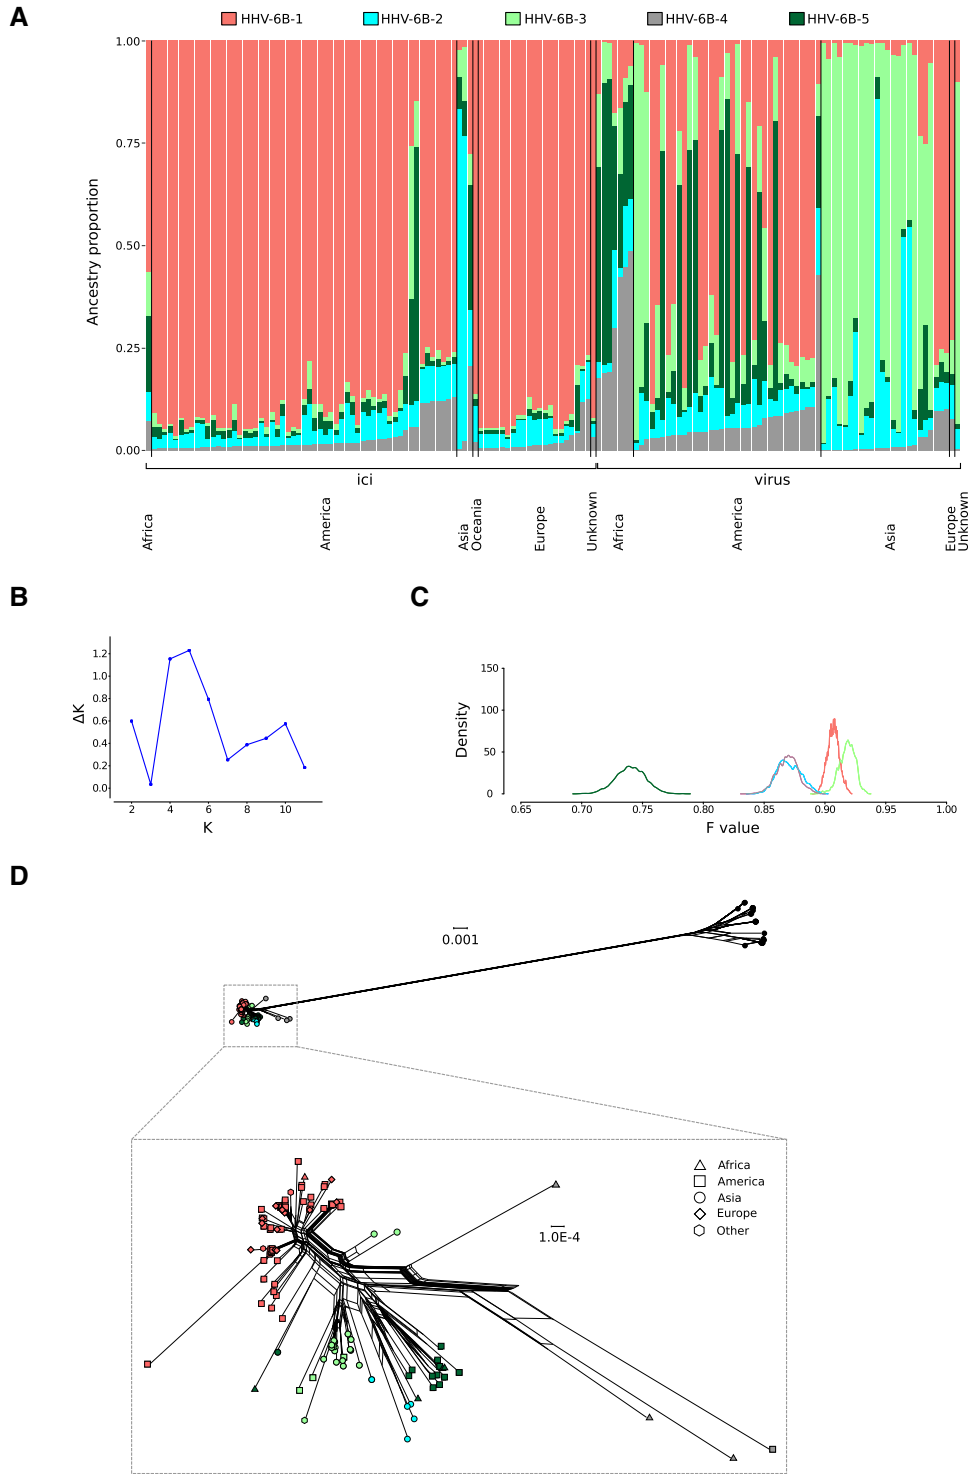 A
HHV-6B-1 HHV-6B-2 HHV-6B-3 HHV-6B-4 HHV-6B-5
1.00
0.75
0.50
0.25
0.00
Ancestry proportion
ici virus
Africa America Asia Oceania Europe Unknown Africa America Asia Europe Unknown
B
1.2
1.0
0.8
0.6
0.4
0.2
0.0
ΔK
2 4 6 8 10
K
C
150
100
50
0
Density
0.65 0.70 0.75 0.80 0.85 0.90 0.95 1.00
F value
D
0.001
Africa
America
Asia
Europe
Other
1.0E-4